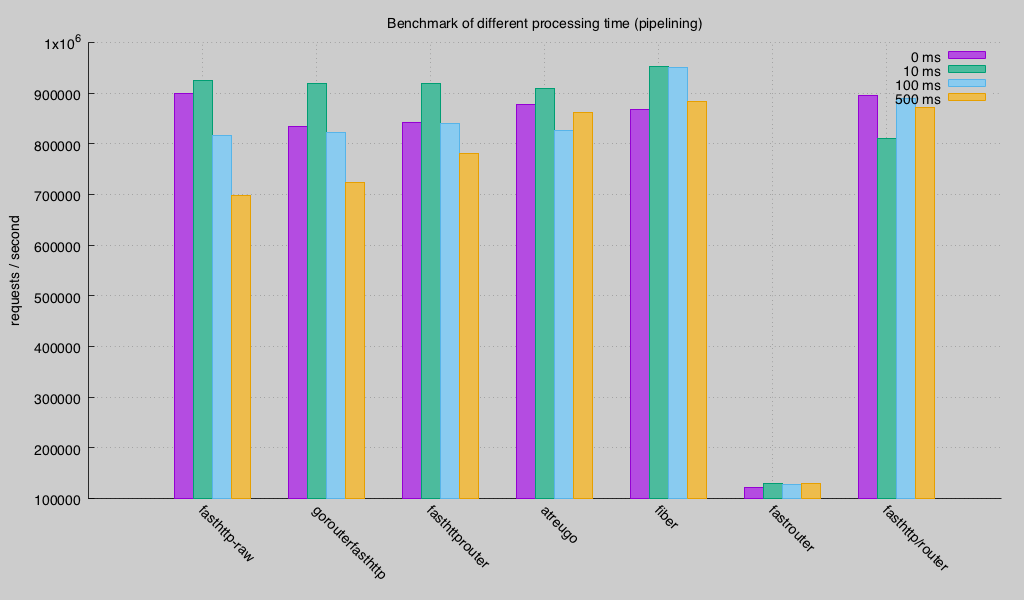 Benchmark of different processing time (pipelining)
1x10^6
900000
800000
700000
600000
500000
400000
300000
200000
100000
requests / second
0 ms
10 ms
100 ms
500 ms
fasthttp-raw
gorouterfasthttp
fasthttprouter
atreugo
fiber
fastrouter
fasthttp/router